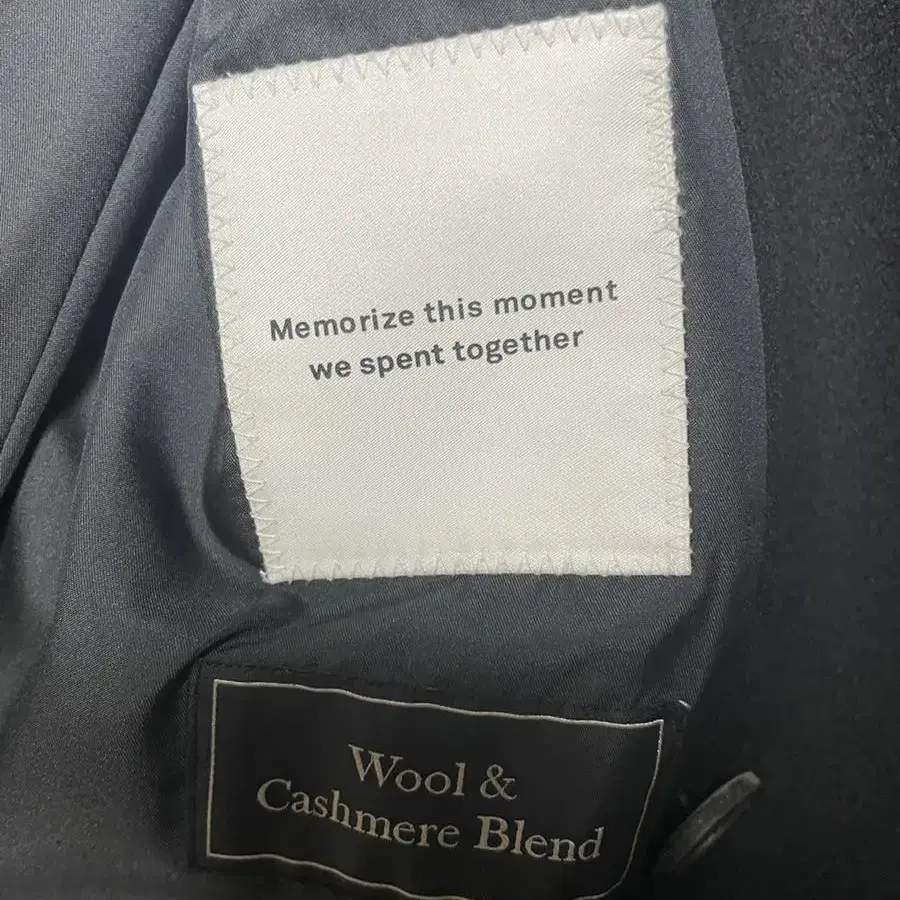 Memorize this moment
we spent together
Wool &
Cashmere Blend